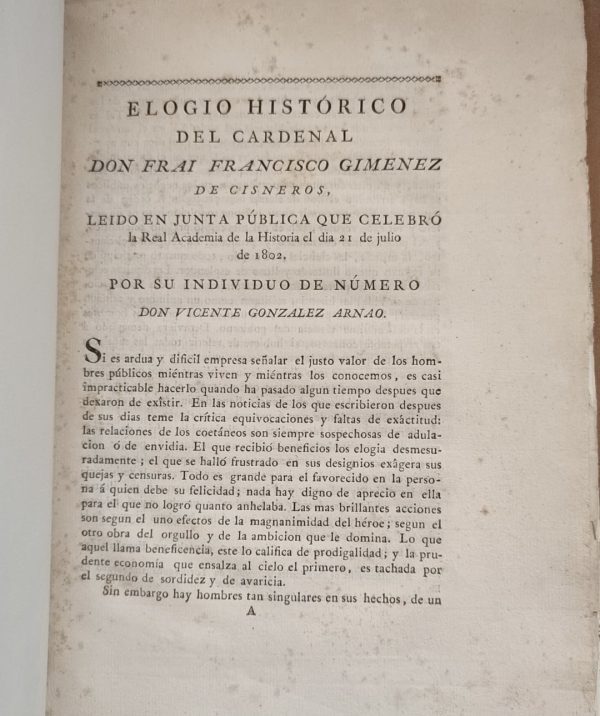 ELOGIO HISTÓRICO
DEL CARDENAL
DON FRAI FRANCISCO GIMENEZ
DE CISNEROS,
LEIDO EN JUNTA PÚBLICA QUE CELEBRÓ
la Real Academia de la Historia el dia 21 de julio
de 1802,
POR SU INDIVIDUO DE NÚMERO
DON VICENTE GONZALEZ ARNAO.
Si es ardua y dificil empresa señalar el justo valor de los hom-
bres públicos miéntras viven y miéntras los conocemos, es casi
impracticable hacerlo quando ha pasado algun tiempo despues que
dexaron de exîstir. En las noticias de los que escribieron despues
de sus dias teme la crítica equivocaciones y faltas de exâctitud:
las relaciones de los coetáneos son siempre sospechosas de adula-
cion ó de envidia. El que recibió beneficios los elogia desmesu-
radamente; el que se halló frustrado en sus designios exâgera sus
quejas y censuras. Todo es grande para el favorecido en la perso-
na á quien debe su felicidad; nada hay digno de aprecio en ella
para el que no logró quanto anhelaba. Las mas brillantes acciones
son segun el uno efectos de la magnanimidad del héroe; segun el
otro obra del orgullo y de la ambicion que le domina. Lo que
aquel llama beneficencia, este lo califica de prodigalidad; y la pru-
dente economía que ensalza al cielo el primero, es tachada por
el segundo de sordidez y de avaricia.
Sin embargo hay hombres tan singulares en sus hechos, de un
A